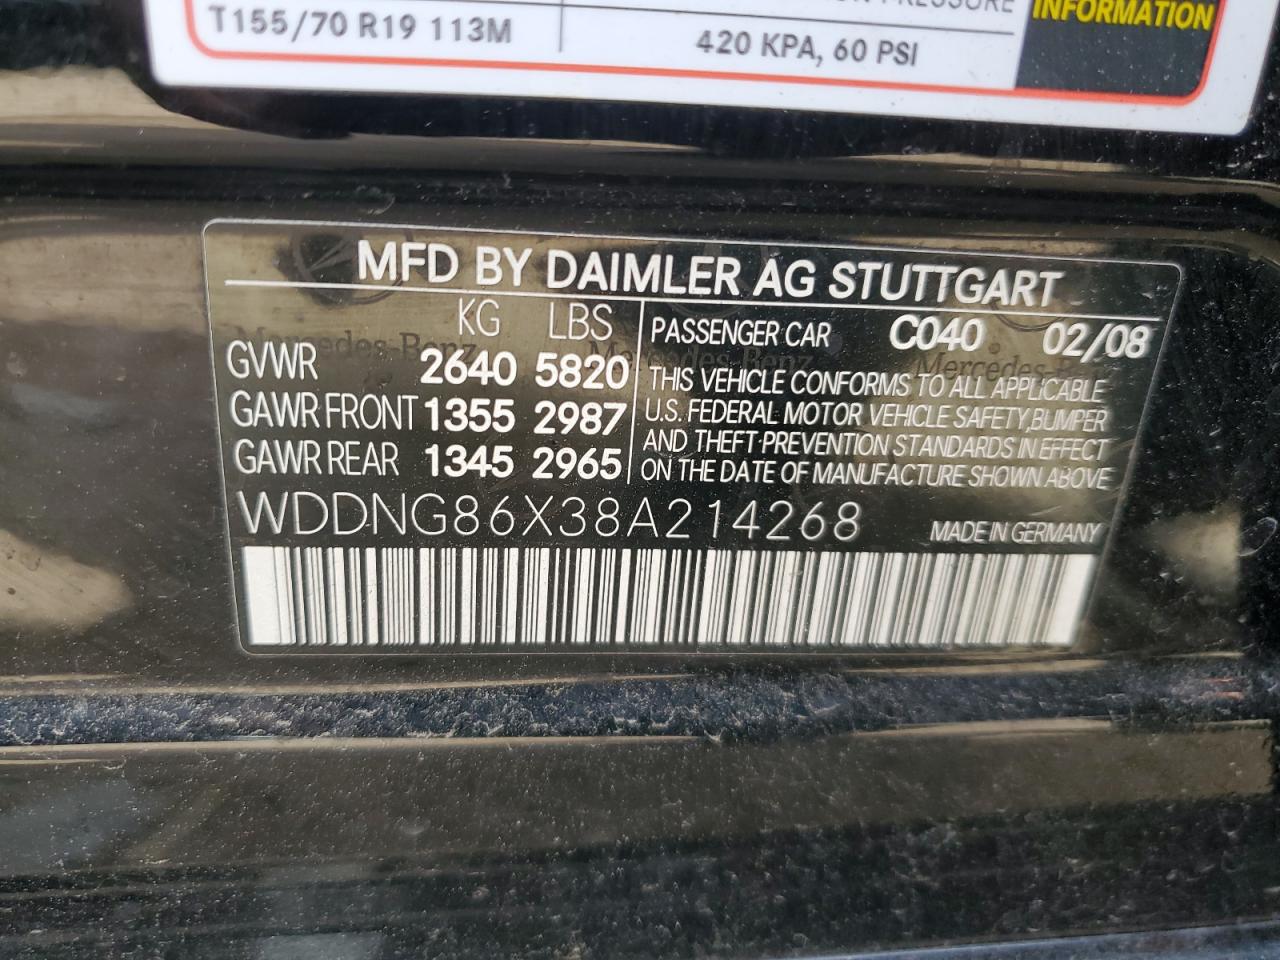 INFORMATION
T155/70 R19 113M
420 KPA, 60 PSI
MFD BY DAIMLER AG STUTTGART
KG LBS
GVWR 2640 5820
GAWR FRONT 1355 2987
GAWR REAR 1345 2965
PASSENGER CAR C040 02/08
THIS VEHICLE CONFORMS TO ALL APPLICABLE
U.S. FEDERAL MOTOR VEHICLE SAFETY,BUMPER
AND THEFT PREVENTION STANDARDS IN EFFECT
ON THE DATE OF MANUFACTURE SHOWN ABOVE
WDDNG86X38A214268
MADE IN GERMANY